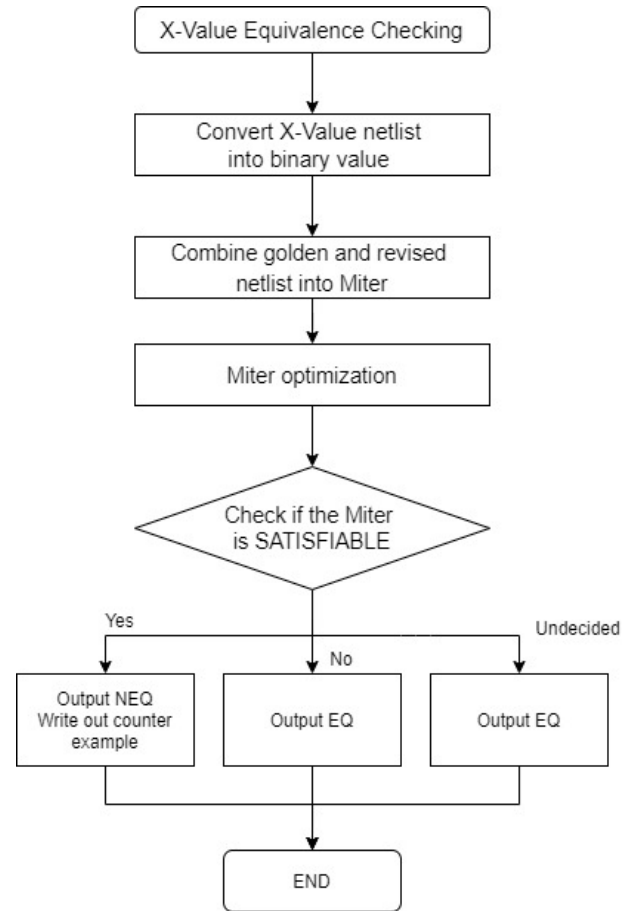 X-Value Equivalence Checking
Convert X-Value netlist
into binary value
Combine golden and revised
netlist into Miter
Miter optimization
Check if the Miter
is SATISFIABLE
Yes
No
Undecided
Output NEQ
Write out counter
example
Output EQ
Output EQ
END